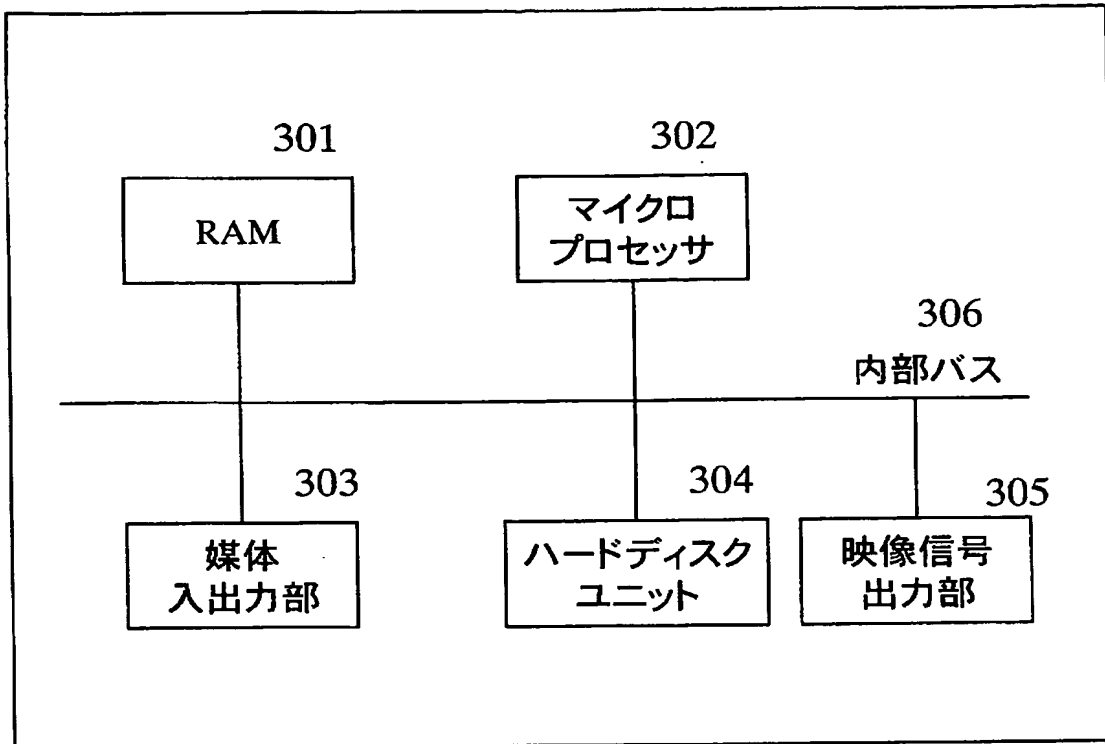 301
RAM
302
マイクロ
プロセッサ
306
内部バス
303
媒体
入出力部
304
ハードディスク
ユニット
305
映像信号
出力部